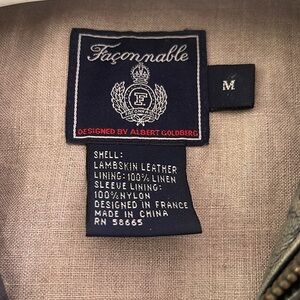 Façonnable
F
DESIGNED BY ALBERT GOLDBERG
M
SHELL:
LAMBSKIN LEATHER
LINING: 100% LINEN
SLEEVE LINING:
100% NYLON
DESIGNED IN FRANCE
MADE IN CHINA
RN 58665